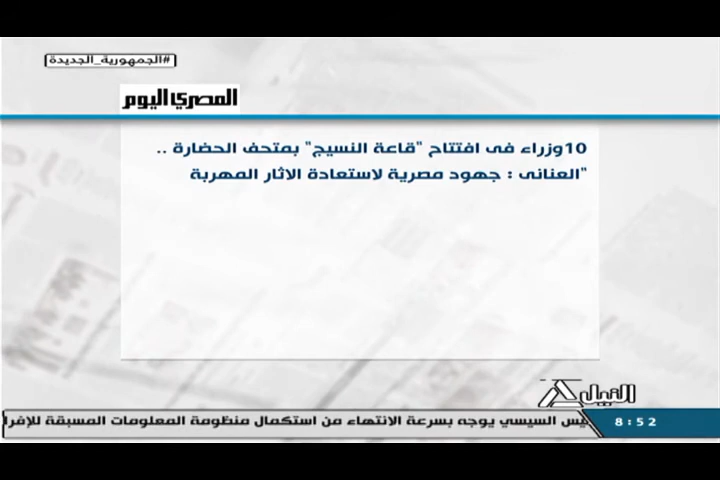 #الجمهورية_الجديدة
المصري اليوم
10وزراء فى افتتاح "قاعة النسيج" بمتحف الحضارة ..
"العنانى : جهود مصرية لاستعادة الاثار المهربة
النيل
يس السيسي يوجه بسرعة الانتهاء من استكمال منظومة المعلومات المسبقة للإفرا
8:52